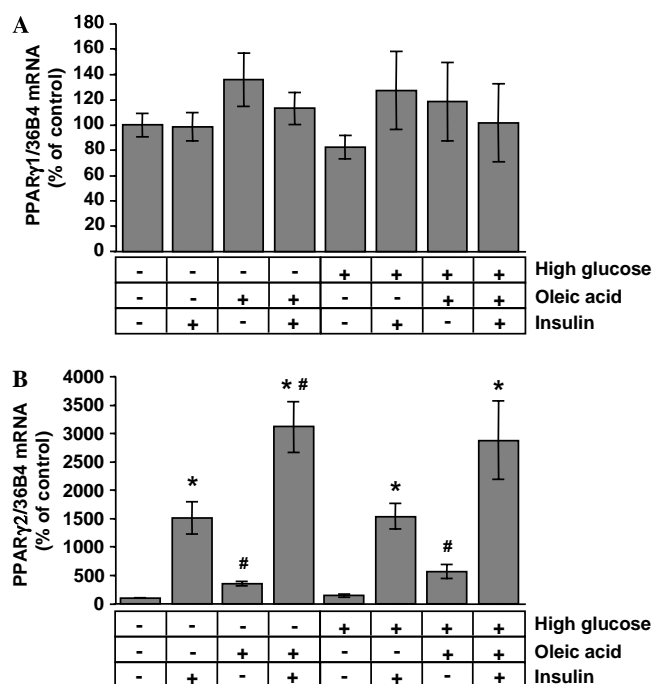 A
PPARγ1/36B4 mRNA
(% of control)
180
160
140
120
100
80
60
40
20
0
- - - - + + + + High glucose
- - + + - - + + Oleic acid
- + - + - + - + Insulin
B
PPARγ2/36B4 mRNA
(% of control)
4000
3500
3000
2500
2000
1500
1000
500
0
* # * # * # *
- - - - + + + + High glucose
- - + + - - + + Oleic acid
- + - + - + - + Insulin